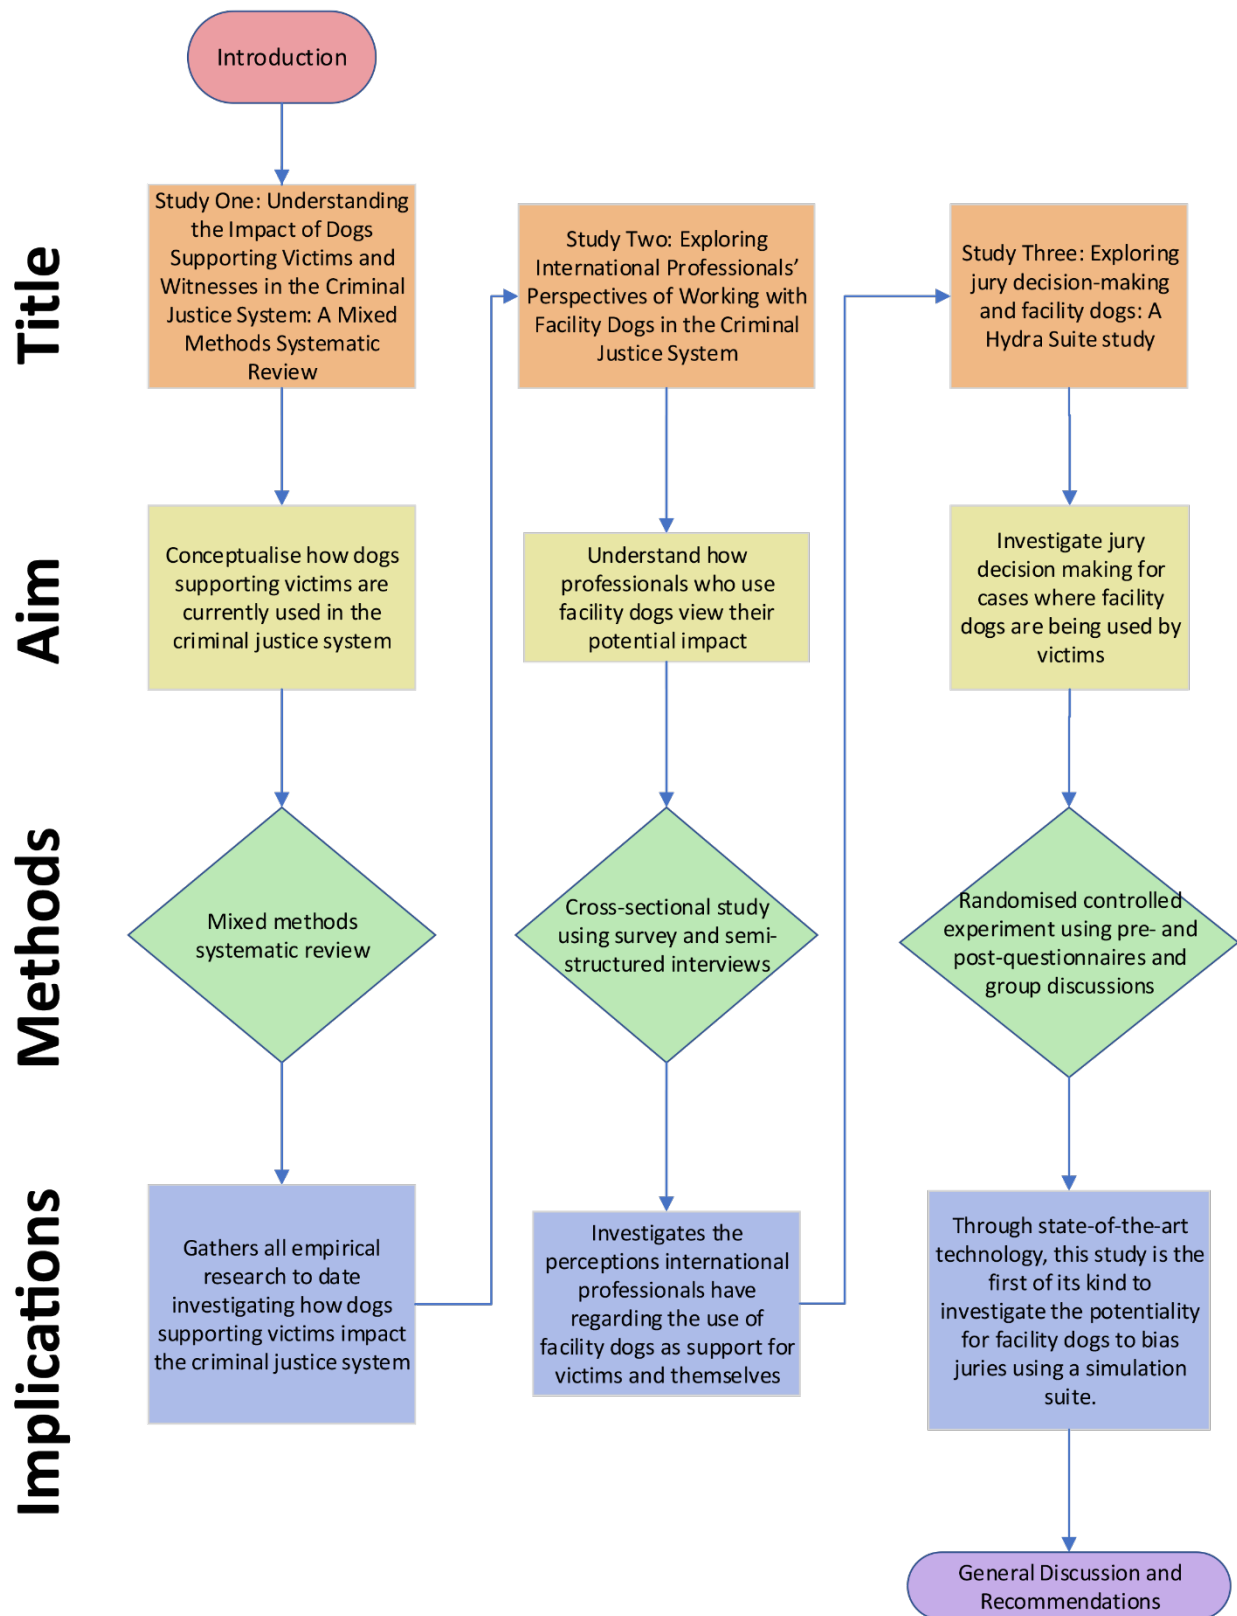 Introduction
Title
Study One: Understanding
the Impact of Dogs
Supporting Victims and
Witnesses in the Criminal
Justice System: A Mixed
Methods Systematic
Review
Study Two: Exploring
International Professionals’
Perspectives of Working with
Facility Dogs in the Criminal
Justice System
Study Three: Exploring
jury decision-making
and facility dogs: A
Hydra Suite study
Aim
Conceptualise how dogs
supporting victims are
currently used in the
criminal justice system
Understand how
professionals who use
facility dogs view their
potential impact
Investigate jury
decision making for
cases where facility
dogs are being used by
victims
Methods
Mixed methods
systematic review
Cross-sectional study
using survey and semi-
structured interviews
Randomised controlled
experiment using pre- and
post-questionnaires and
group discussions
Implications
Gathers all empirical
research to date
investigating how dogs
supporting victims impact
the criminal justice system
Investigates the
perceptions international
professionals have
regarding the use of
facility dogs as support for
victims and themselves
Through state-of-the-art
technology, this study is the
first of its kind to
investigate the potentiality
for facility dogs to bias
juries using a simulation
suite.
General Discussion and
Recommendations